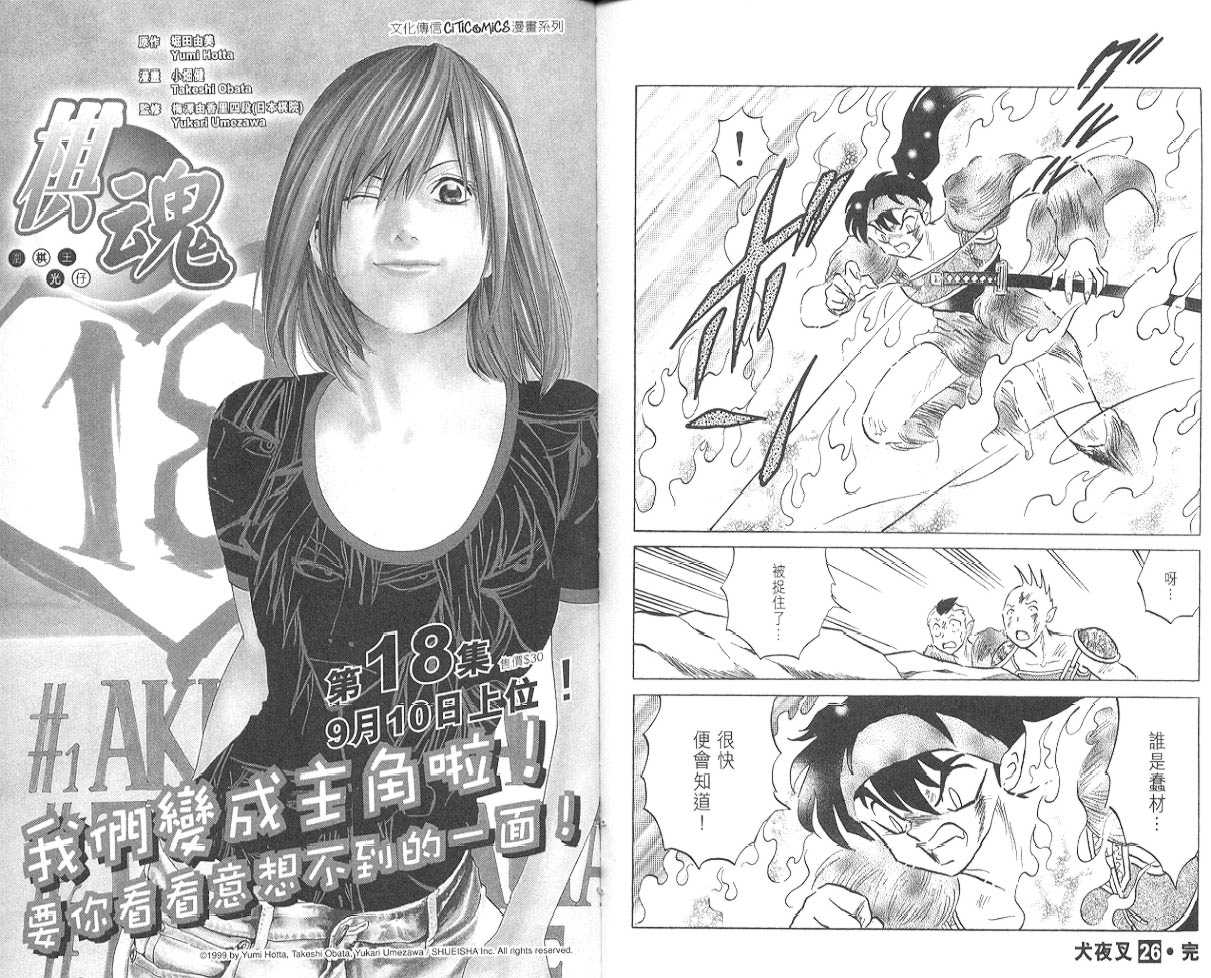 文化傳信CiTiCOMiCS漫畫系列
原作 堀田由美
Yumi Hotta
漫畫 小畑健
Takeshi Obata
監修 梅澤由香里四段(日本棋院)
Yukari Umezawa
棋魂
棋王
光仔
18
第18集 售價$30
9月10日上位!
#1 AK
我們變成主角啦!
要你看看意想不到的一面!
©1999 by Yumi Hotta, Takeshi Obata, Yukari Umezawa / SHUEISHA Inc. All rights reserved.
!
呀…
被捉住了…
誰是蠢材…
很快
便會知道!
犬夜叉 26 • 完